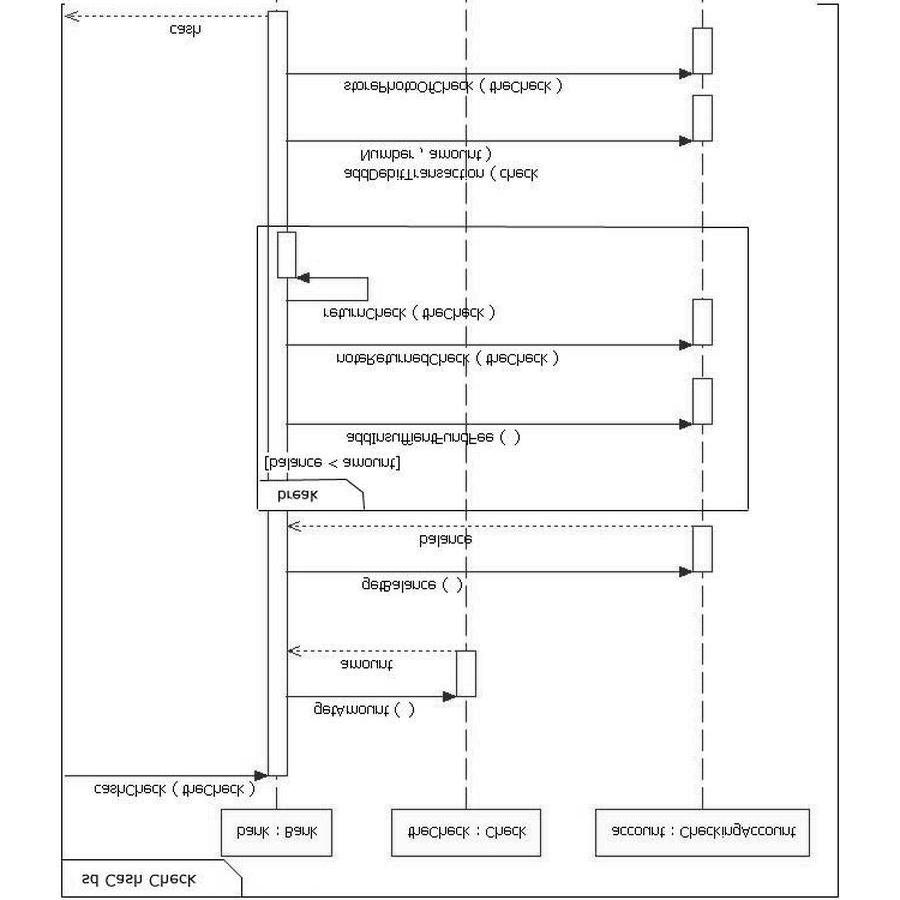 sd Cash Check
bank : Bank
theCheck : Check
account : CheckingAccount
cashCheck ( theCheck )
getAmount ( )
amount
getBalance ( )
balance
break
[balance < amount]
addInsuffientFundFee ( )
noteReturnedCheck ( theCheck )
returnCheck ( theCheck )
addDebitTransaction ( check
Number , amount )
storePhotoOfCheck ( theCheck )
cash